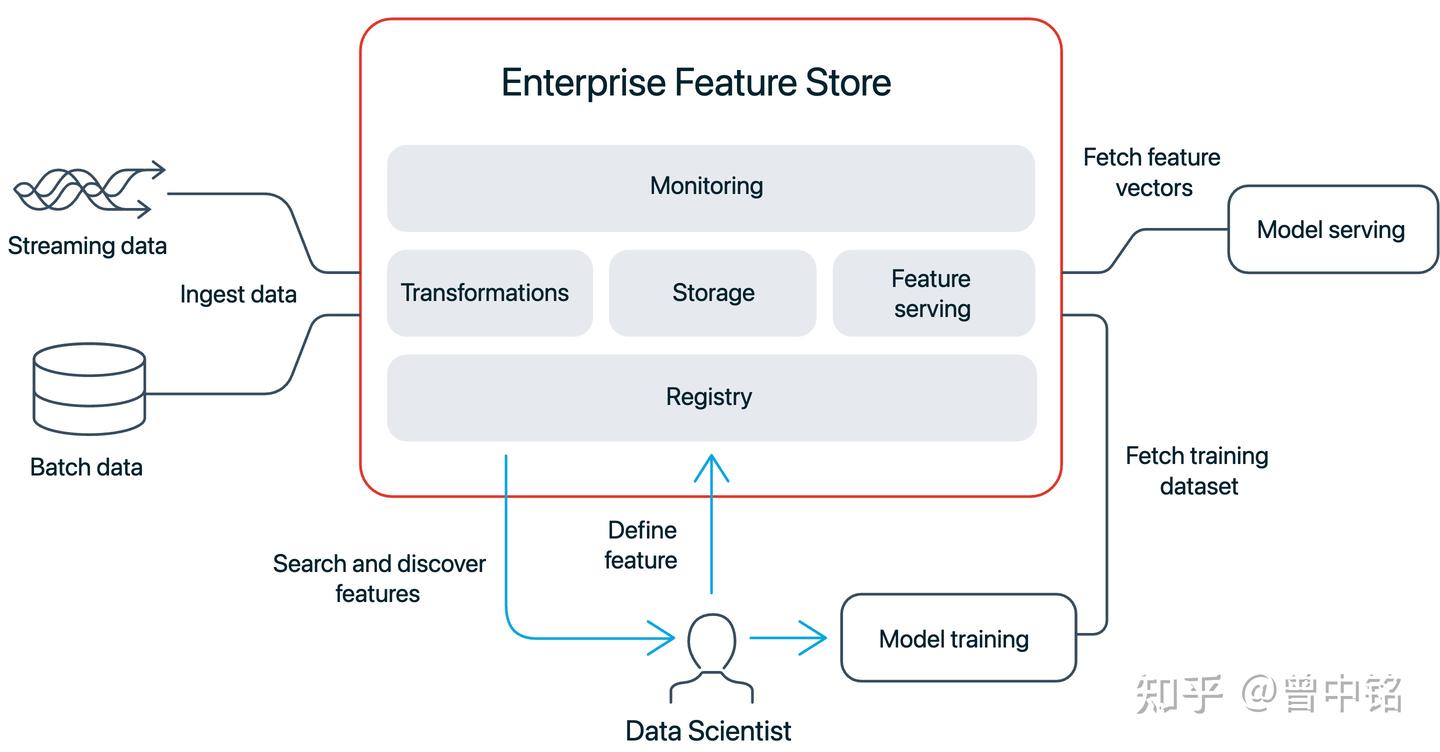 Enterprise Feature Store
Monitoring
Transformations
Storage
Feature
serving
Registry
Streaming data
Ingest data
Batch data
Fetch feature
vectors
Model serving
Fetch training
dataset
Search and discover
features
Define
feature
Model training
Data Scientist
知乎 @曾中铭